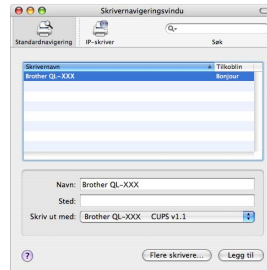 Skrivernavigeringsvindu
Standardnavigering IP-skriver Søk
Skrivernavn Tilkoblin
Brother QL-XXX Bonjour
Navn: Brother QL-XXX
Sted:
Skriv ut med: Brother QL-XXX CUPS v1.1
? Flere skrivere... Legg til